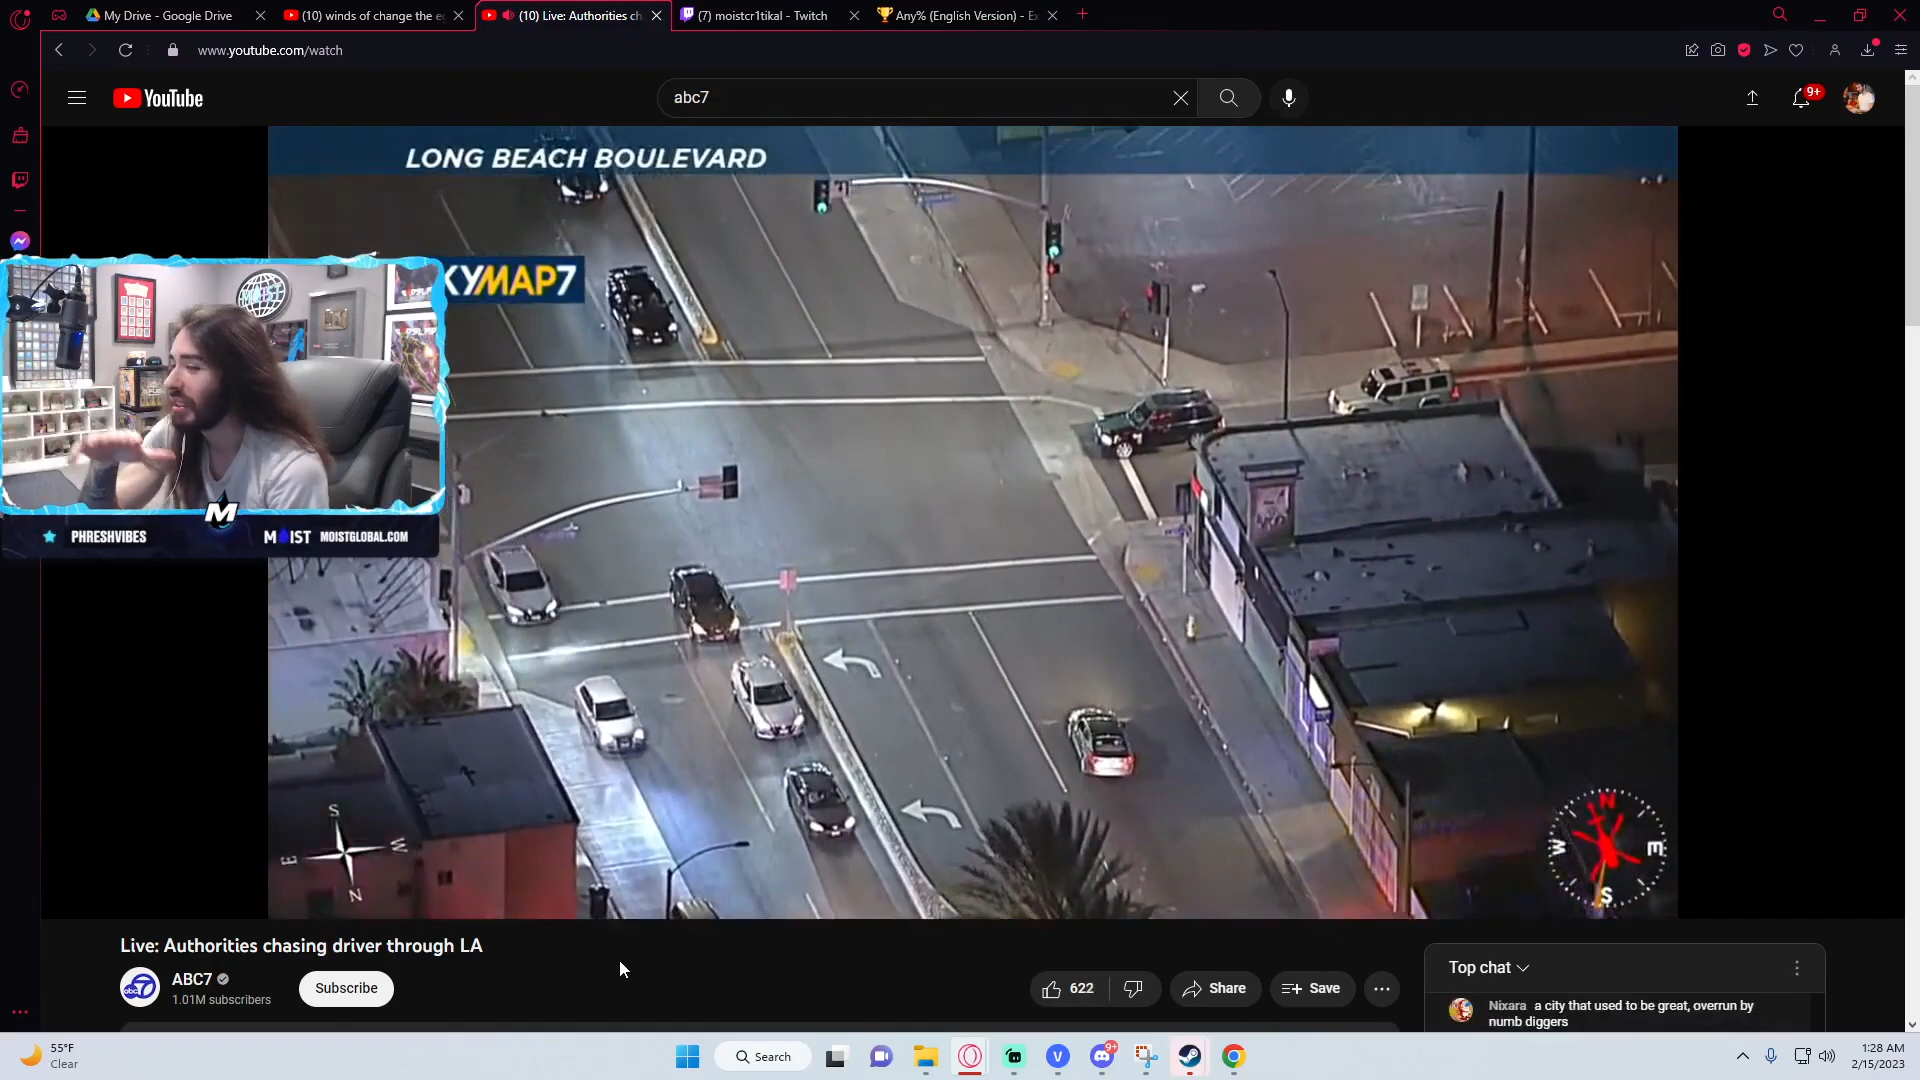 My Drive - Google Drive
(10) winds of change the e
(10) Live: Authorities ch
(7) moistcr1tikal - Twitch
Any% (English Version) - Ex
www.youtube.com/watch
YouTube
abc7
9+
LONG BEACH BOULEVARD
KYMAP7
MOIST
M
PHRESHVIBES
MOIST MOISTGLOBAL.COM
S
W
E
N
N
W
E
S
Live: Authorities chasing driver through LA
ABC7
1.01M subscribers
Subscribe
622
Share
Save
Top chat
Nixara a city that used to be great, overrun by
numb diggers
55°F
Clear
Search
9+
1:28 AM
2/15/2023